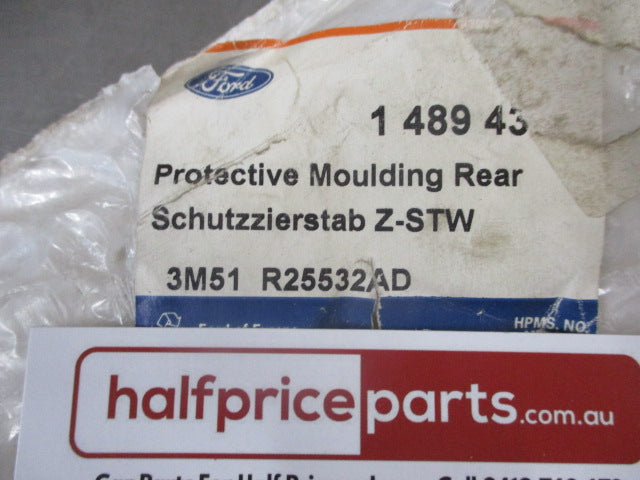 Ford
1 489 43
Protective Moulding Rear
Schutzzierstab Z-STW
3M51 R25532AD
HPMS. NO
halfpriceparts.com.au